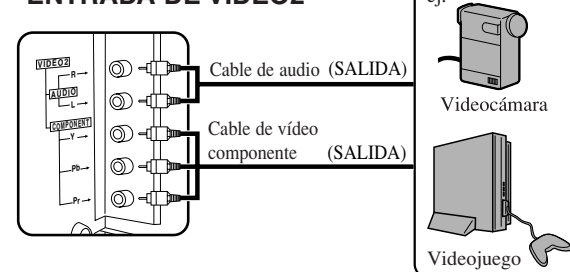 ENTRADA DE VIDEO2
ej.
VIDEO2
R
AUDIO
L
COMPONENT
Y
Pb
Pr
Cable de audio (SALIDA)
Cable de vídeo
componente (SALIDA)
Videocámara
Videojuego